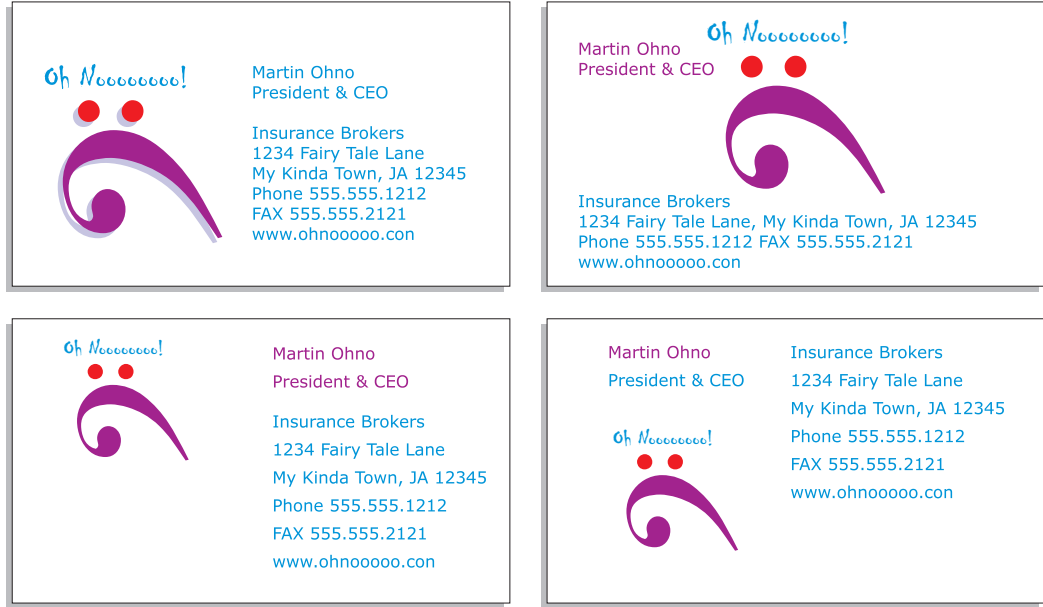 Oh Noooooooo!
Martin Ohno
President & CEO
Insurance Brokers
1234 Fairy Tale Lane
My Kinda Town, JA 12345
Phone 555.555.1212
FAX 555.555.2121
www.ohnooooo.con
Oh Noooooooo!
Martin Ohno
President & CEO
Insurance Brokers
1234 Fairy Tale Lane, My Kinda Town, JA 12345
Phone 555.555.1212 FAX 555.555.2121
www.ohnooooo.con
Oh Noooooooo!
Martin Ohno
President & CEO
Insurance Brokers
1234 Fairy Tale Lane
My Kinda Town, JA 12345
Phone 555.555.1212
FAX 555.555.2121
www.ohnooooo.con
Martin Ohno
President & CEO
Oh Noooooooo!
Insurance Brokers
1234 Fairy Tale Lane
My Kinda Town, JA 12345
Phone 555.555.1212
FAX 555.555.2121
www.ohnooooo.con